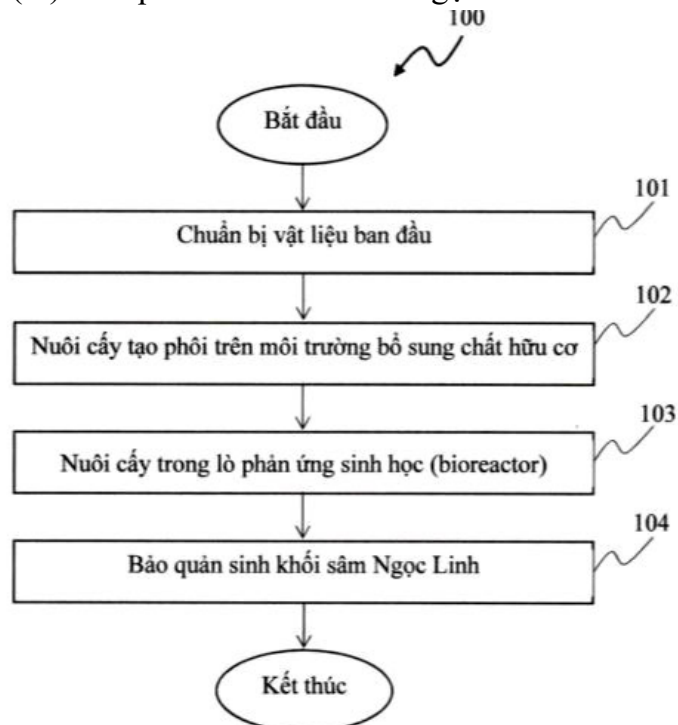 100
Bắt đầu
101
Chuẩn bị vật liệu ban đầu
102
Nuôi cấy tạo phôi trên môi trường bổ sung chất hữu cơ
103
Nuôi cấy trong lò phản ứng sinh học (bioreactor)
104
Bảo quản sinh khối sâm Ngọc Linh
Kết thúc